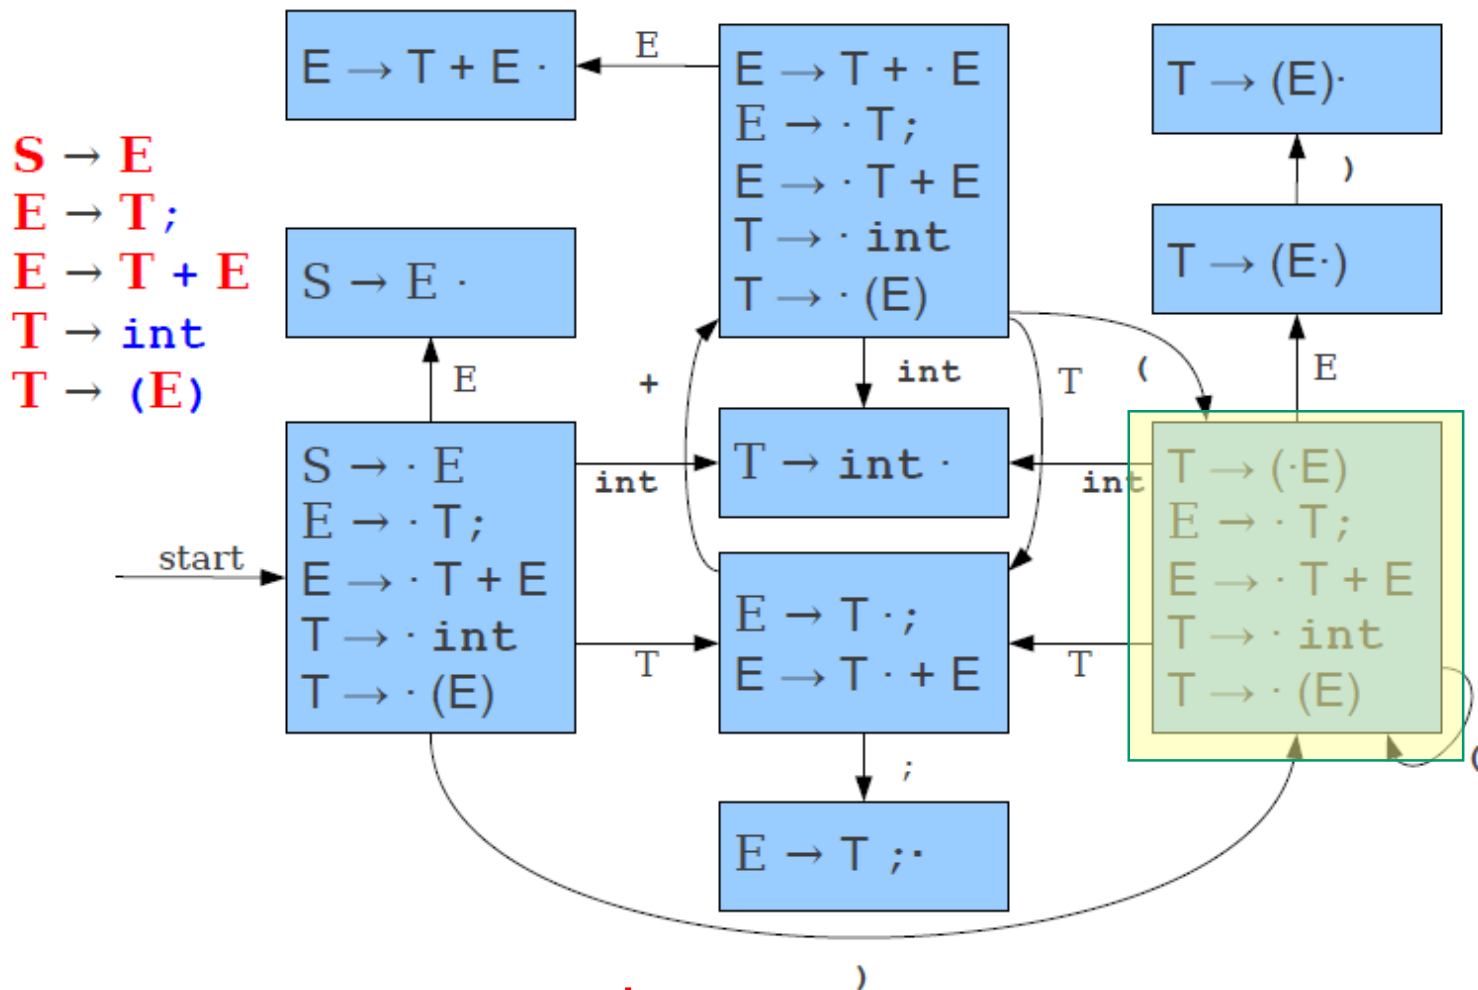 S → E
E → T ;
E → T + E
T → int
T → (E)
E → T + E ·
E
E → T + · E
E → · T ;
E → · T + E
T → · int
T → · (E)
T → (E)·
)
T → (E·)
S → E ·
E
+
int
T
(
E
start
S → · E
E → · T ;
E → · T + E
T → · int
T → · (E)
int
T → int ·
int
T → (·E)
E → · T ;
E → · T + E
T → · int
T → · (E)
T
E → T · ;
E → T · + E
T
(
;
E → T ;·
)